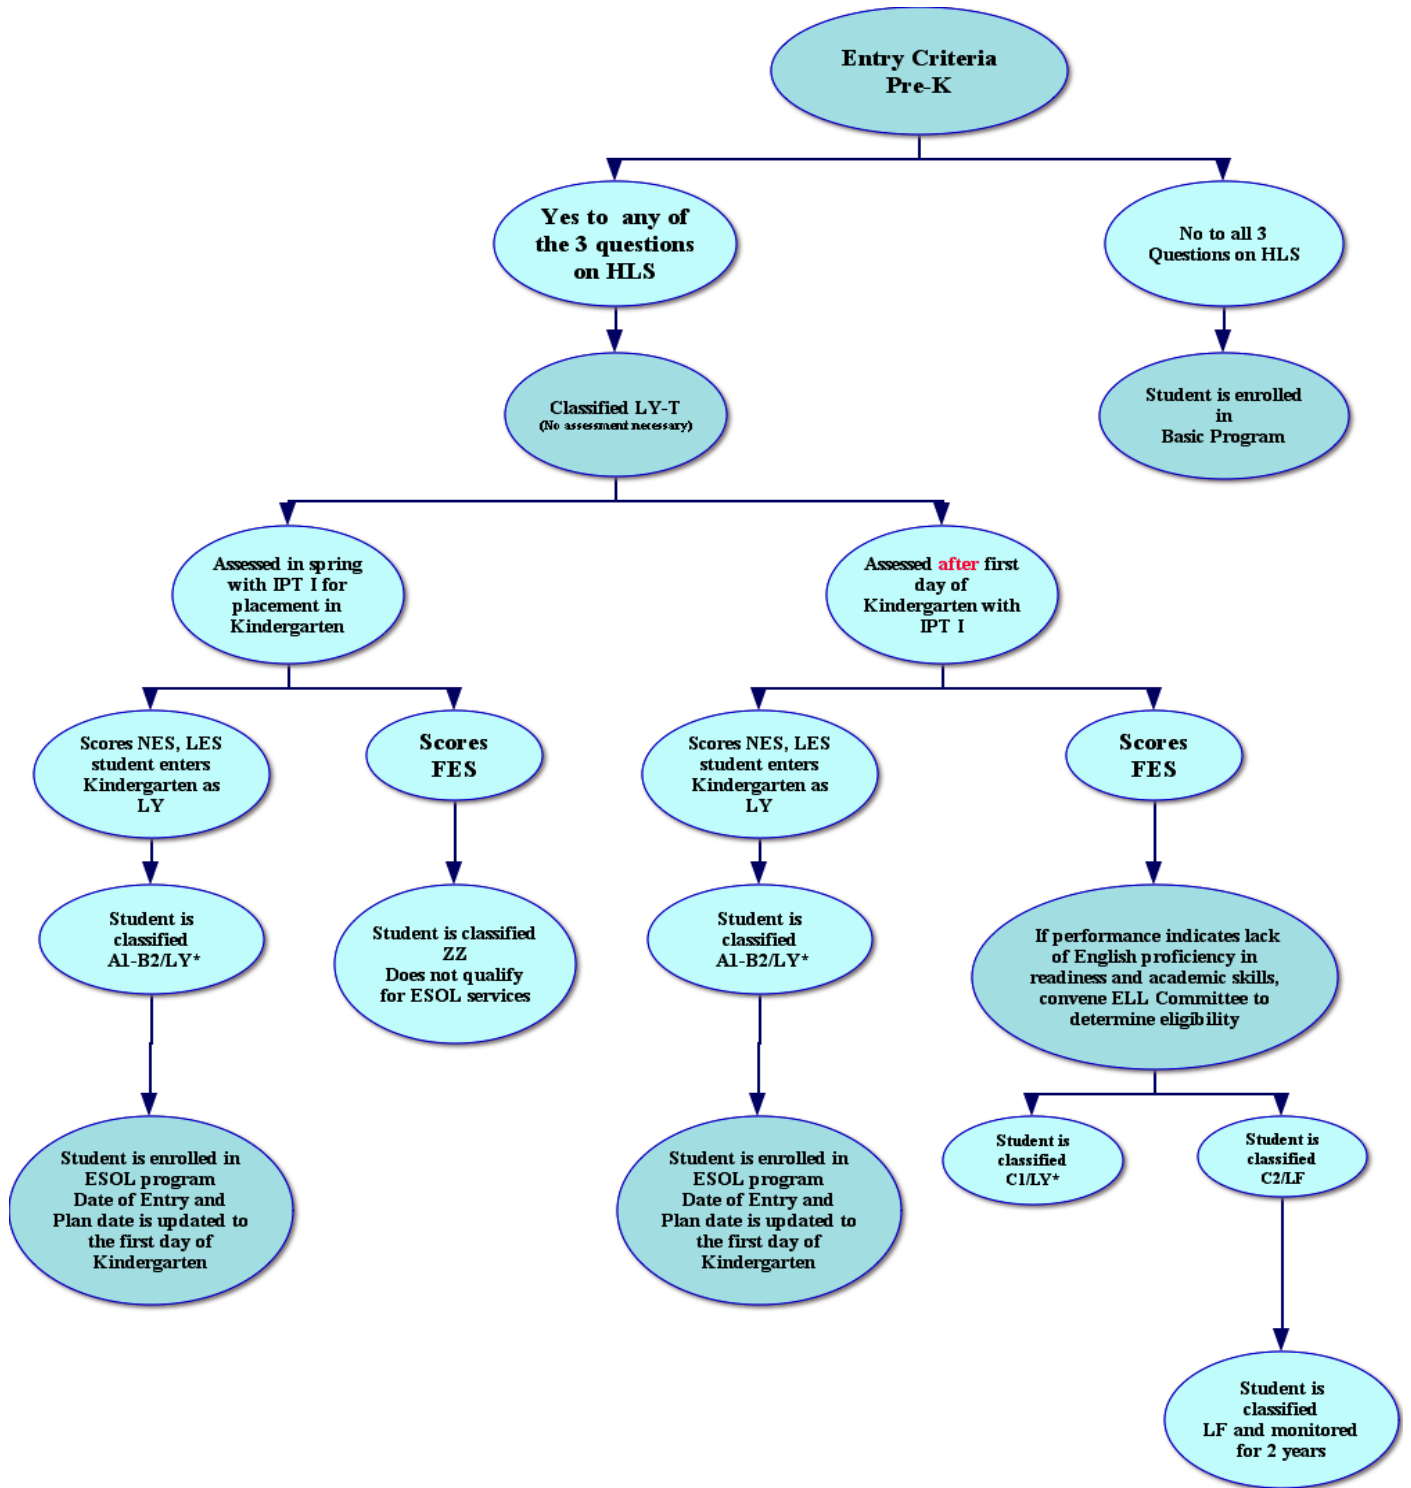 Entry Criteria
Pre-K
Yes to any of
the 3 questions
on HLS
No to all 3
Questions on HLS
Classified LY-T
(No assessment necessary)
Student is enrolled
in
Basic Program
Assessed in spring
with IPT I for
placement in
Kindergarten
Assessed after first
day of
Kindergarten with
IPT I
Scores NES, LES
student enters
Kindergarten as
LY
Scores
FES
Scores NES, LES
student enters
Kindergarten as
LY
Scores
FES
Student is
classified
A1-B2/LY*
Student is classified
ZZ
Does not qualify
for ESOL services
Student is
classified
A1-B2/LY*
If performance indicates lack
of English proficiency in
readiness and academic skills,
convene ELL Committee to
determine eligibility
Student is enrolled in
ESOL program
Date of Entry and
Plan date is updated to
the first day of
Kindergarten
Student is enrolled in
ESOL program
Date of Entry and
Plan date is updated to
the first day of
Kindergarten
Student is
classified
C1/LY*
Student is
classified
C2/LF
Student is
classified
LF and monitored
for 2 years